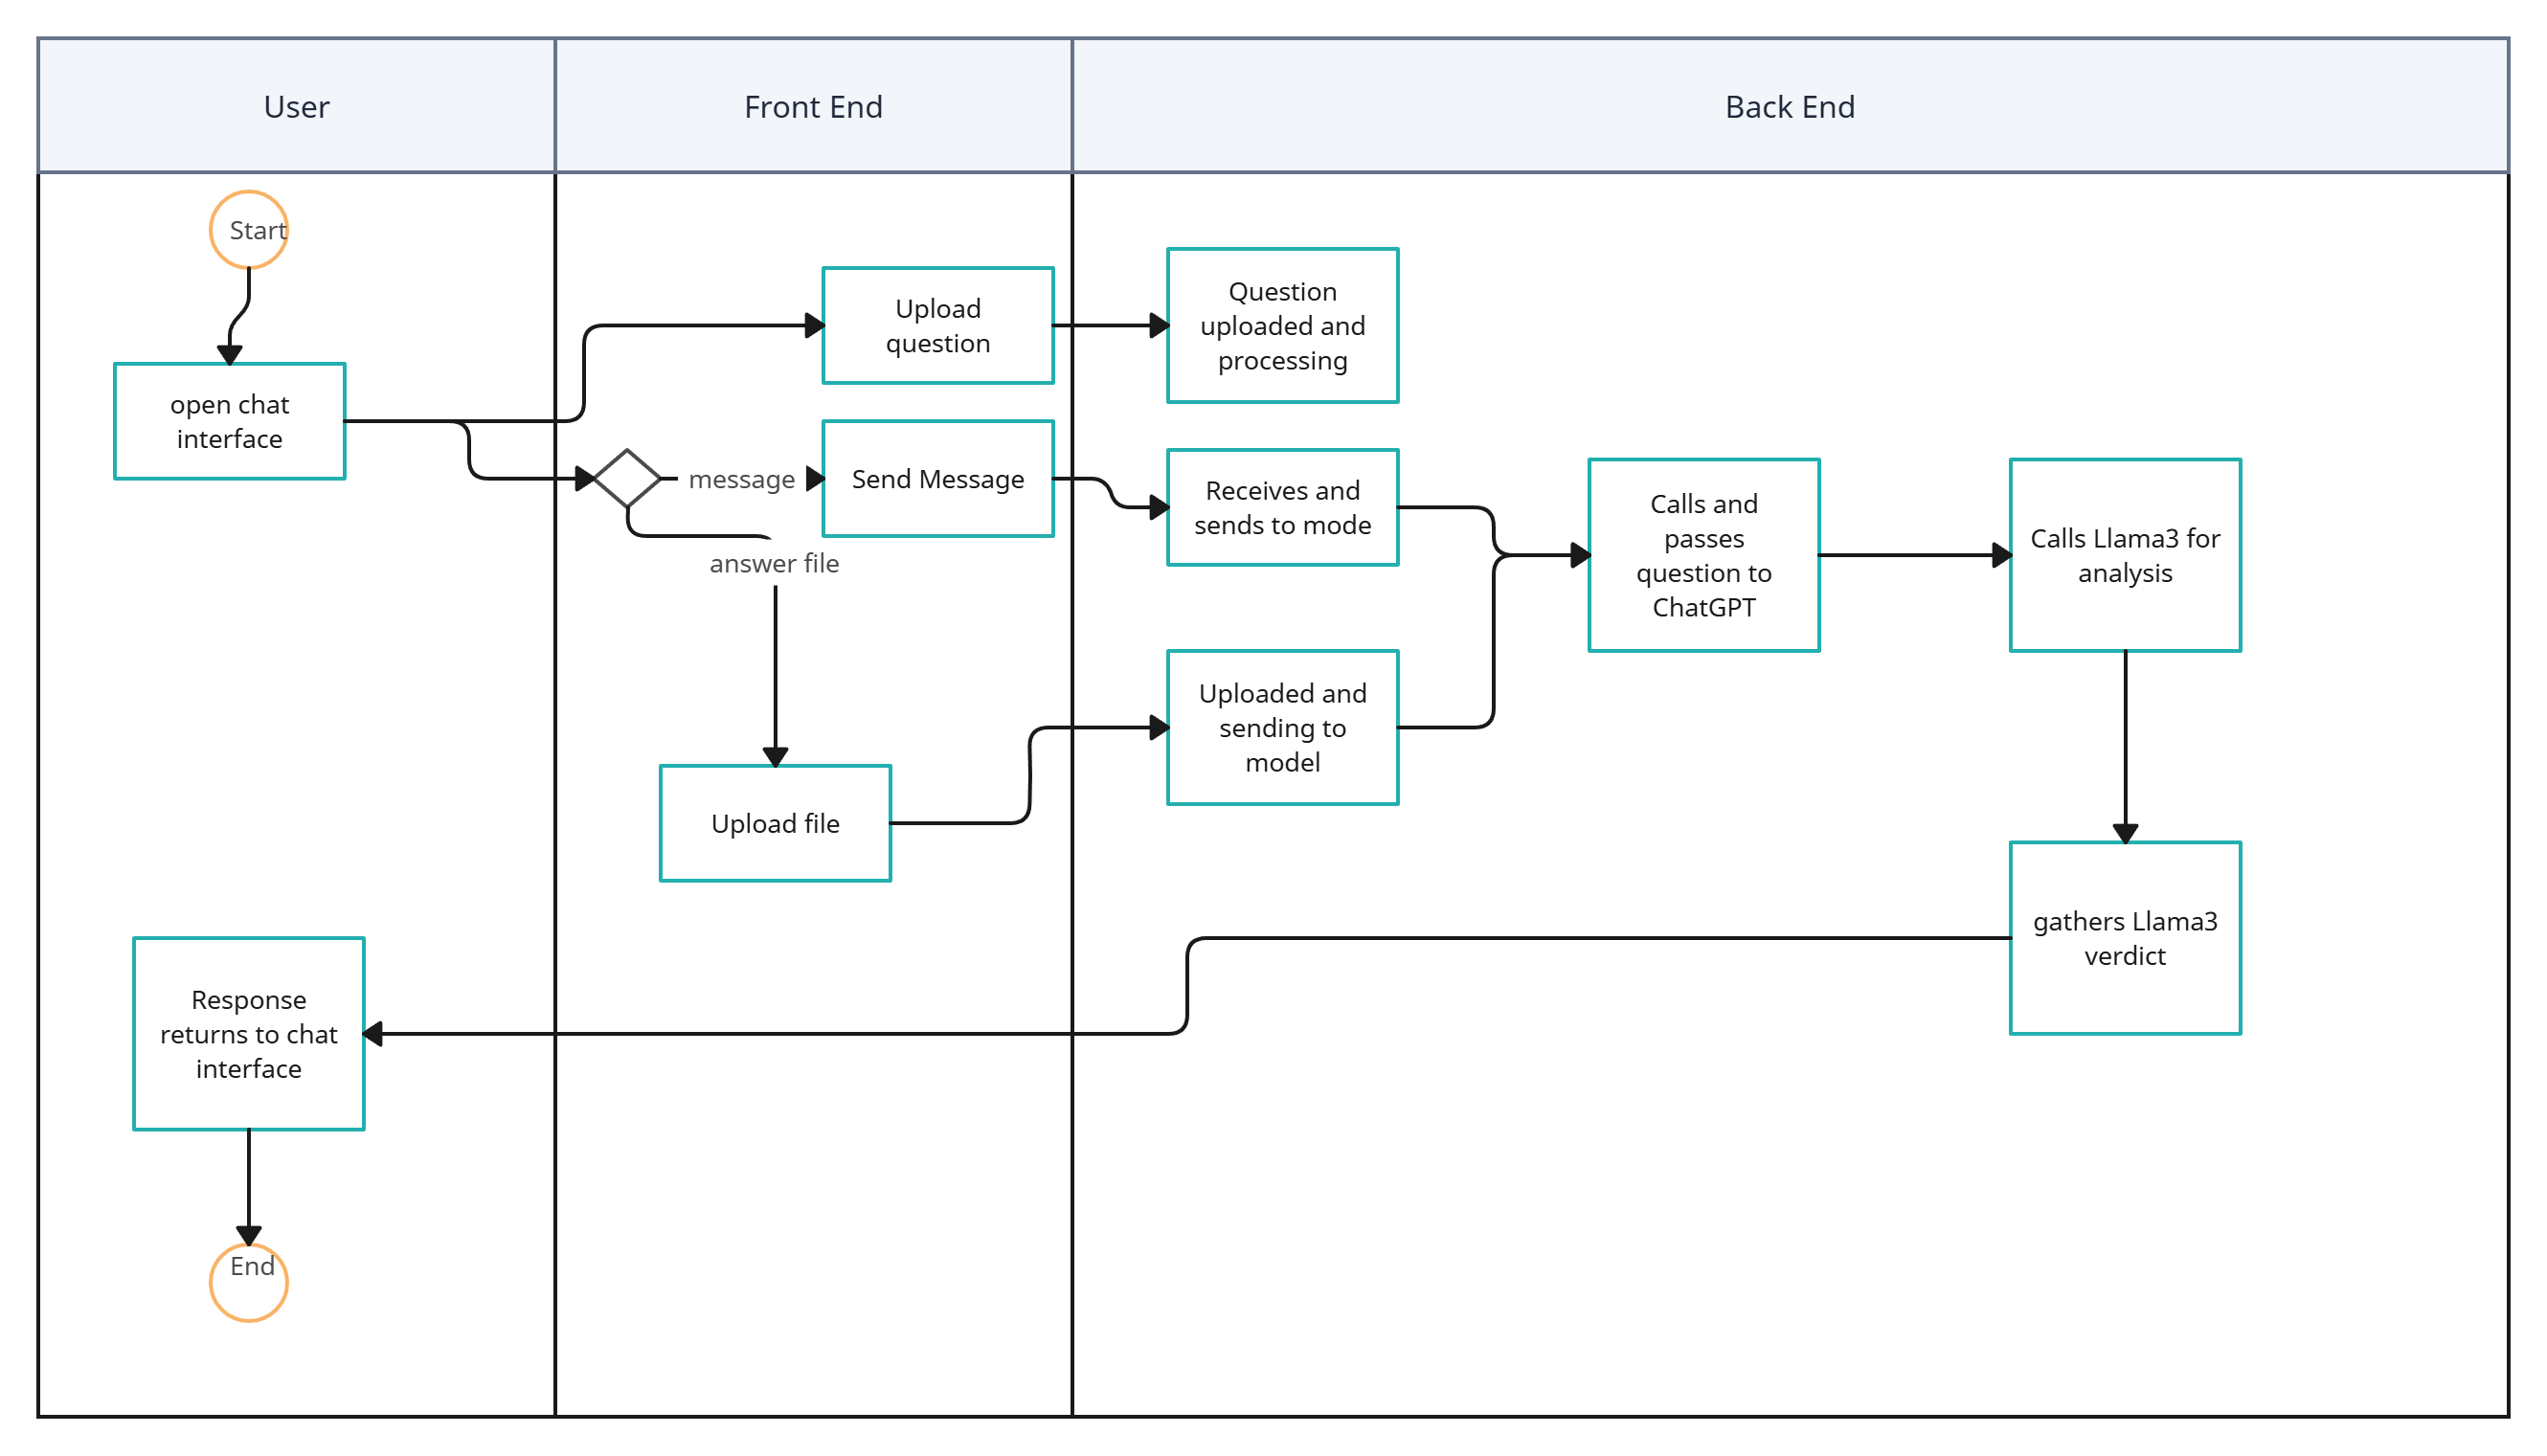 User
Front End
Back End
Start
open chat
interface
Upload
question
Question
uploaded and
processing
message
Send Message
Receives and
sends to mode
answer file
Calls and
passes
question to
ChatGPT
Calls Llama3 for
analysis
Uploaded and
sending to
model
Upload file
gathers Llama3
verdict
Response
returns to chat
interface
End